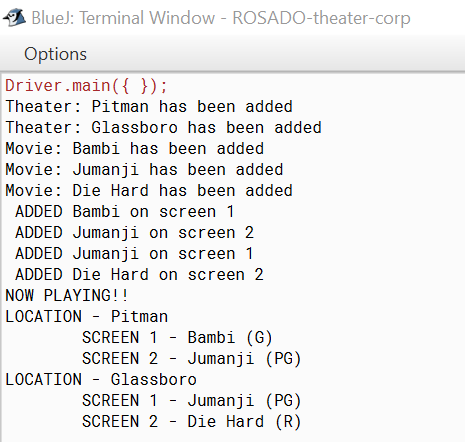 BlueJ: Terminal Window - ROSADO-theater-corp
Options
Driver.main({ });
Theater: Pitman has been added
Theater: Glassboro has been added
Movie: Bambi has been added
Movie: Jumanji has been added
Movie: Die Hard has been added
 ADDED Bambi on screen 1
 ADDED Jumanji on screen 2
 ADDED Jumanji on screen 1
 ADDED Die Hard on screen 2
NOW PLAYING!!
LOCATION - Pitman
        SCREEN 1 - Bambi (G)
        SCREEN 2 - Jumanji (PG)
LOCATION - Glassboro
        SCREEN 1 - Jumanji (PG)
        SCREEN 2 - Die Hard (R)